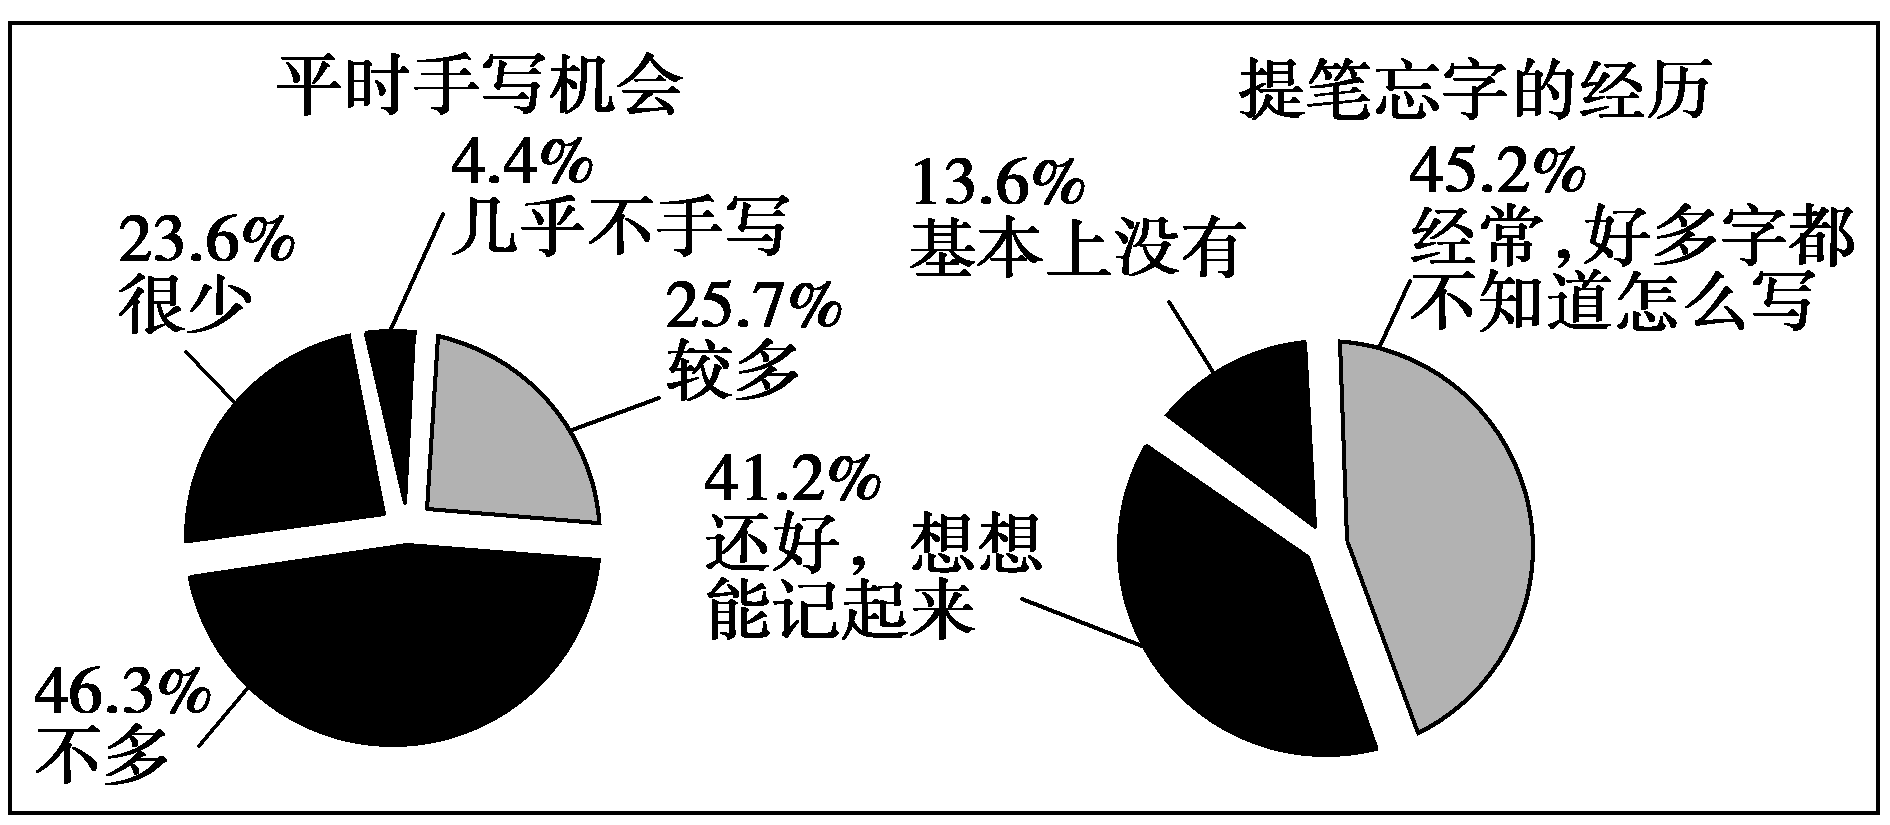 平时手写机会
4.4%
几乎不手写
23.6%
很少
25.7%
较多
46.3%
不多
提笔忘字的经历
13.6%
基本上没有
45.2%
经常,好多字都
不知道怎么写
41.2%
还好，想想
能记起来